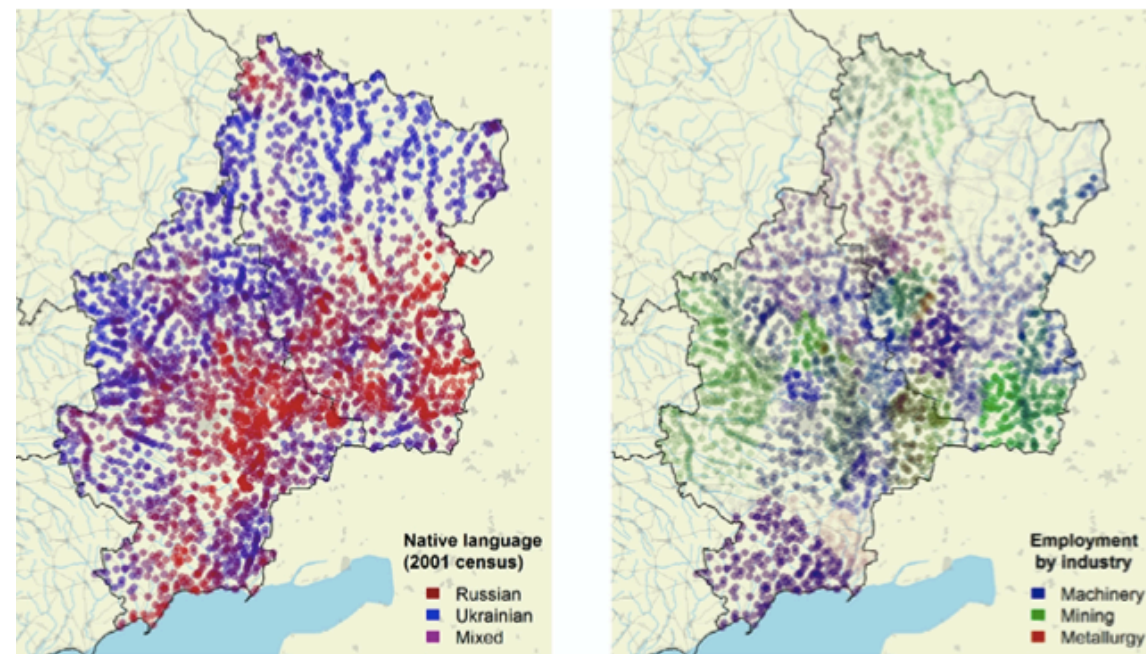 Native language
(2001 census)
Russian
Ukrainian
Mixed
Employment
by industry
Machinery
Mining
Metallurgy